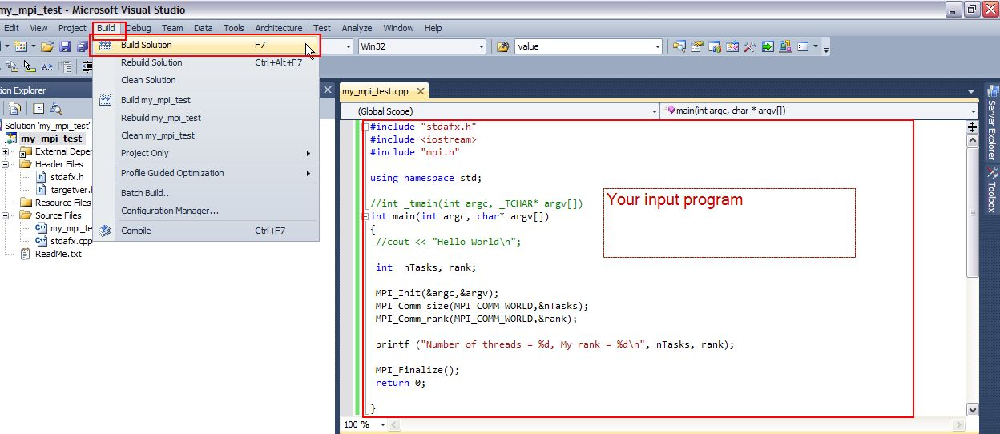 my_mpi_test - Microsoft Visual Studio
Edit View Project Build Debug Team Data Tools Architecture Test Analyze Window Help
Build Solution F7
Win32
value
Rebuild Solution Ctrl+Alt+F7
Clean Solution
Build my_mpi_test
Rebuild my_mpi_test
Clean my_mpi_test
Project Only
Profile Guided Optimization
Batch Build...
Configuration Manager...
Compile Ctrl+F7
tion Explorer
Solution 'my_mpi_test'
my_mpi_test
External Depe
Header Files
stdafx.h
targetver.h
Resource Files
Source Files
my_mpi_te
stdafx.cpp
ReadMe.txt
my_mpi_test.cpp
(Global Scope)
main(int argc, char * argv[])
#include "stdafx.h"
#include <iostream>
#include "mpi.h"
using namespace std;
//int _tmain(int argc, _TCHAR* argv[])
int main(int argc, char* argv[])
{
//cout << "Hello World\n";
int nTasks, rank;
MPI_Init(&argc,&argv);
MPI_Comm_size(MPI_COMM_WORLD,&nTasks);
MPI_Comm_rank(MPI_COMM_WORLD,&rank);
printf ("Number of threads = %d, My rank = %d\n", nTasks, rank);
MPI_Finalize();
return 0;
}
Your input program
100 %
Server Explorer
Toolbox